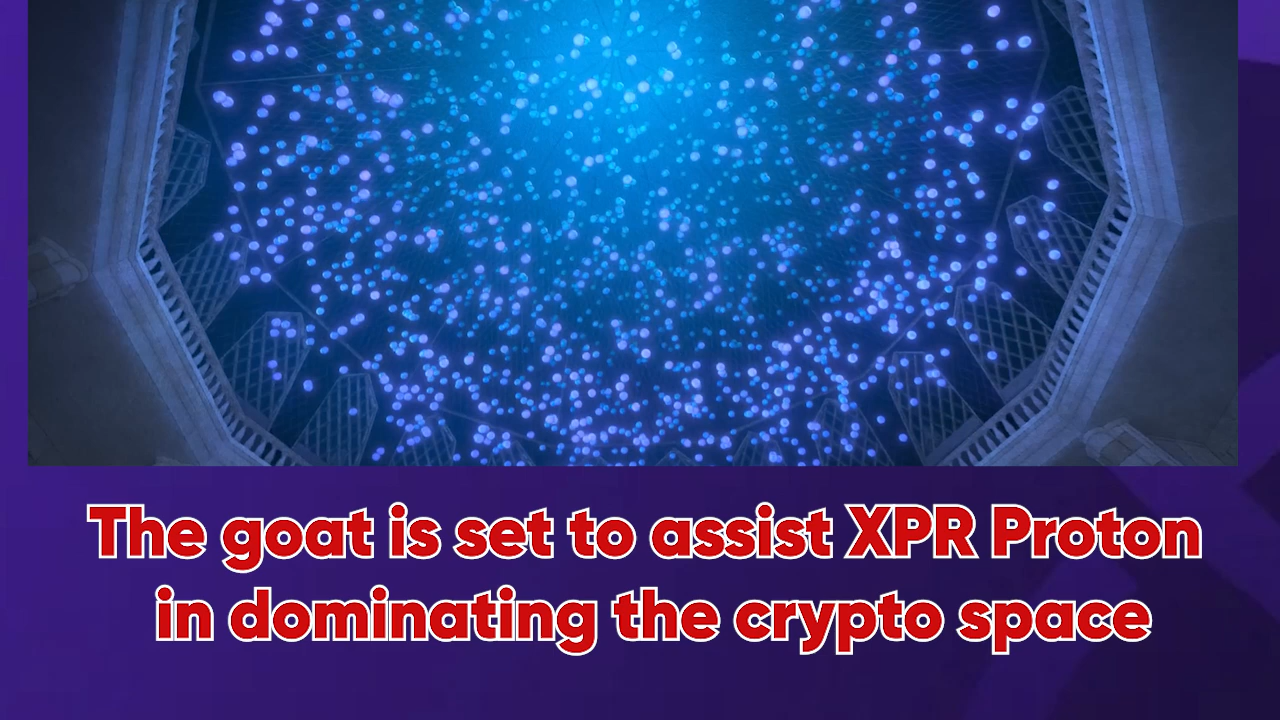 The goat is set to assist XPR Proton
in dominating the crypto space